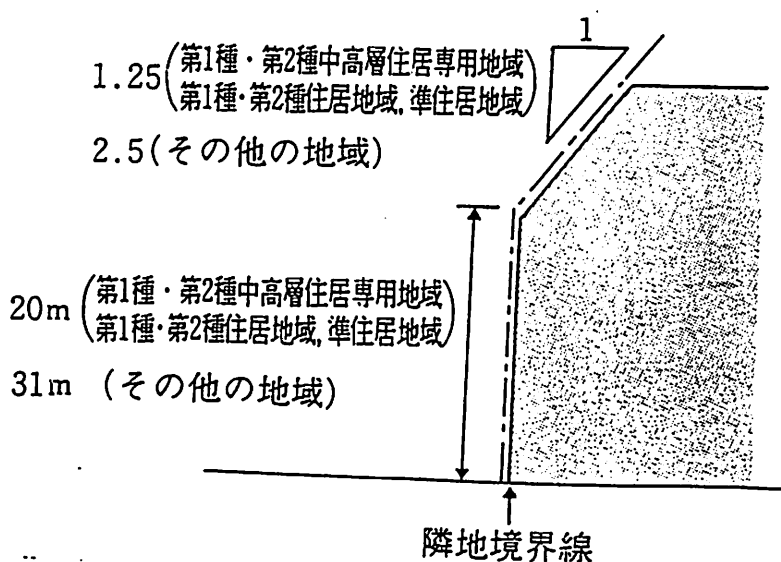 1
1.25(第1種・第2種中高層住居専用地域
第1種・第2種住居地域, 準住居地域)
2.5(その他の地域)
20m(第1種・第2種中高層住居専用地域
第1種・第2種住居地域, 準住居地域)
31m (その他の地域)
隣地境界線